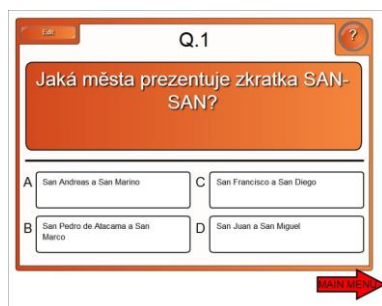 Edit
Q.1
?
Jaká města prezentuje zkratka SAN-
SAN?
A
San Andreas a San Marino
C
San Francisco a San Diego
B
San Pedro de Atacama a San
Marco
D
San Juan a San Miguel
MAIN MENU